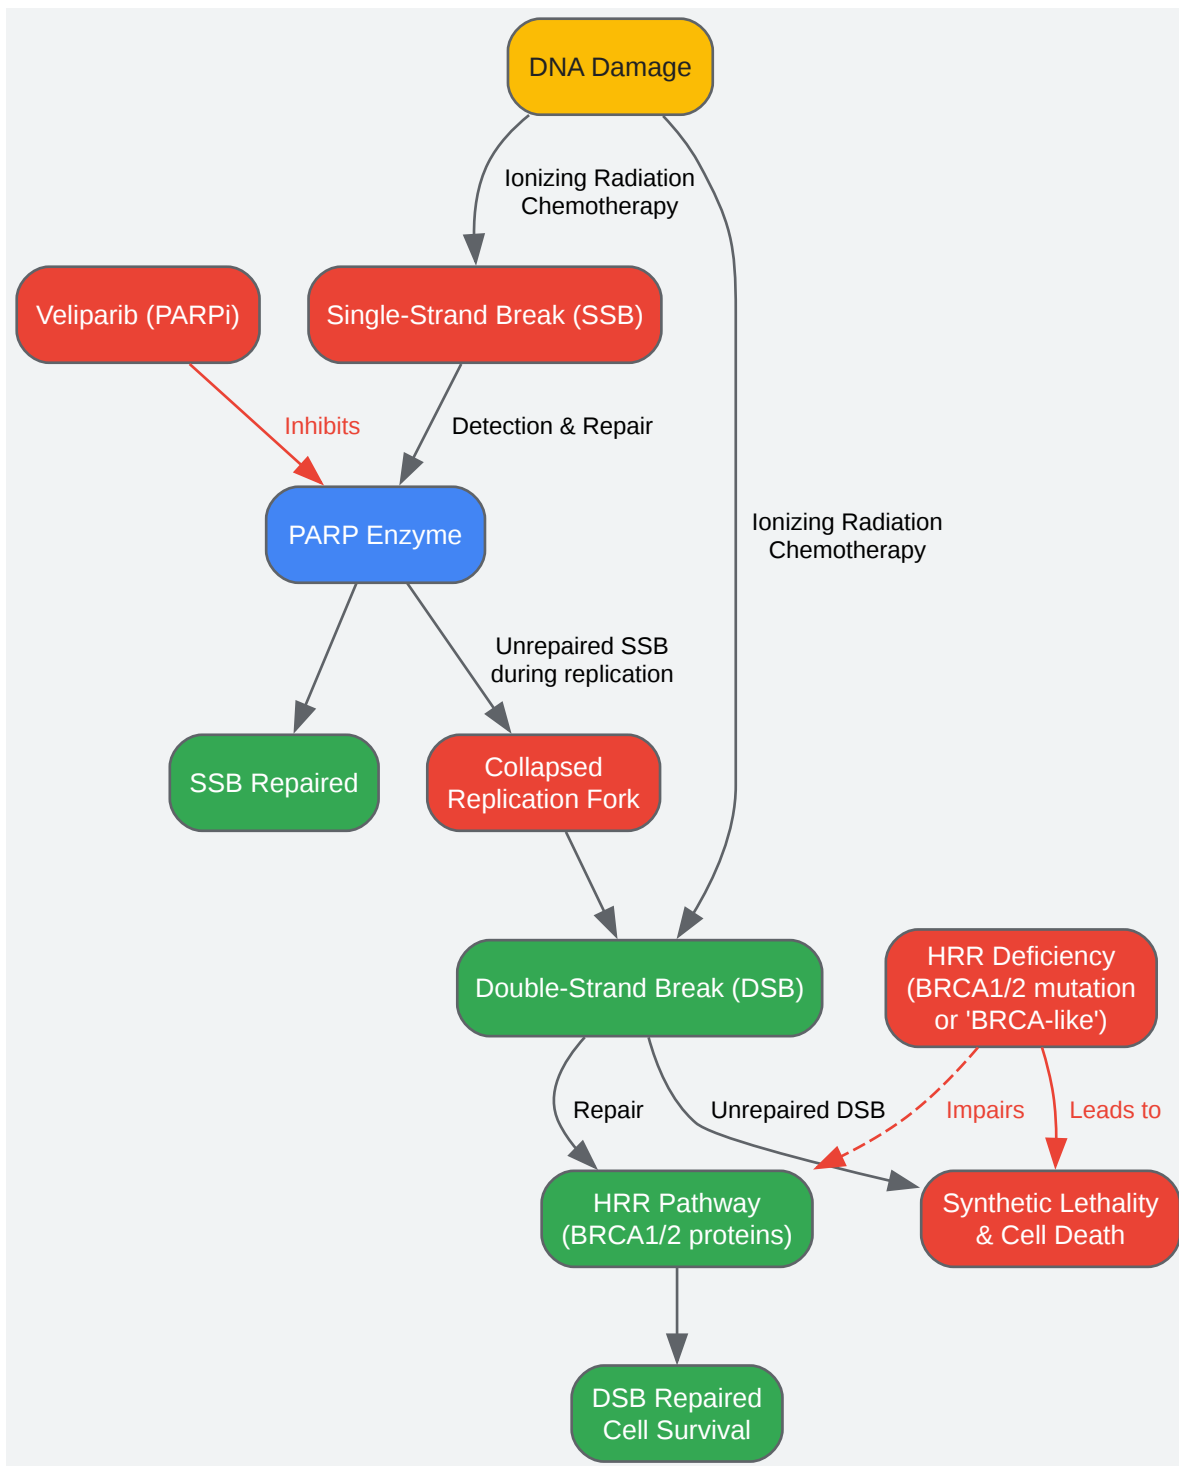 DNA Damage
Ionizing Radiation
Chemotherapy
Veliparib (PARPi)
Single-Strand Break (SSB)
Inhibits
Detection & Repair
PARP Enzyme
Ionizing Radiation
Chemotherapy
Unrepaired SSB
during replication
SSB Repaired
Collapsed
Replication Fork
Double-Strand Break (DSB)
HRR Deficiency
(BRCA1/2 mutation
or 'BRCA-like')
Repair
Unrepaired DSB
Impairs
Leads to
HRR Pathway
(BRCA1/2 proteins)
Synthetic Lethality
& Cell Death
DSB Repaired
Cell Survival